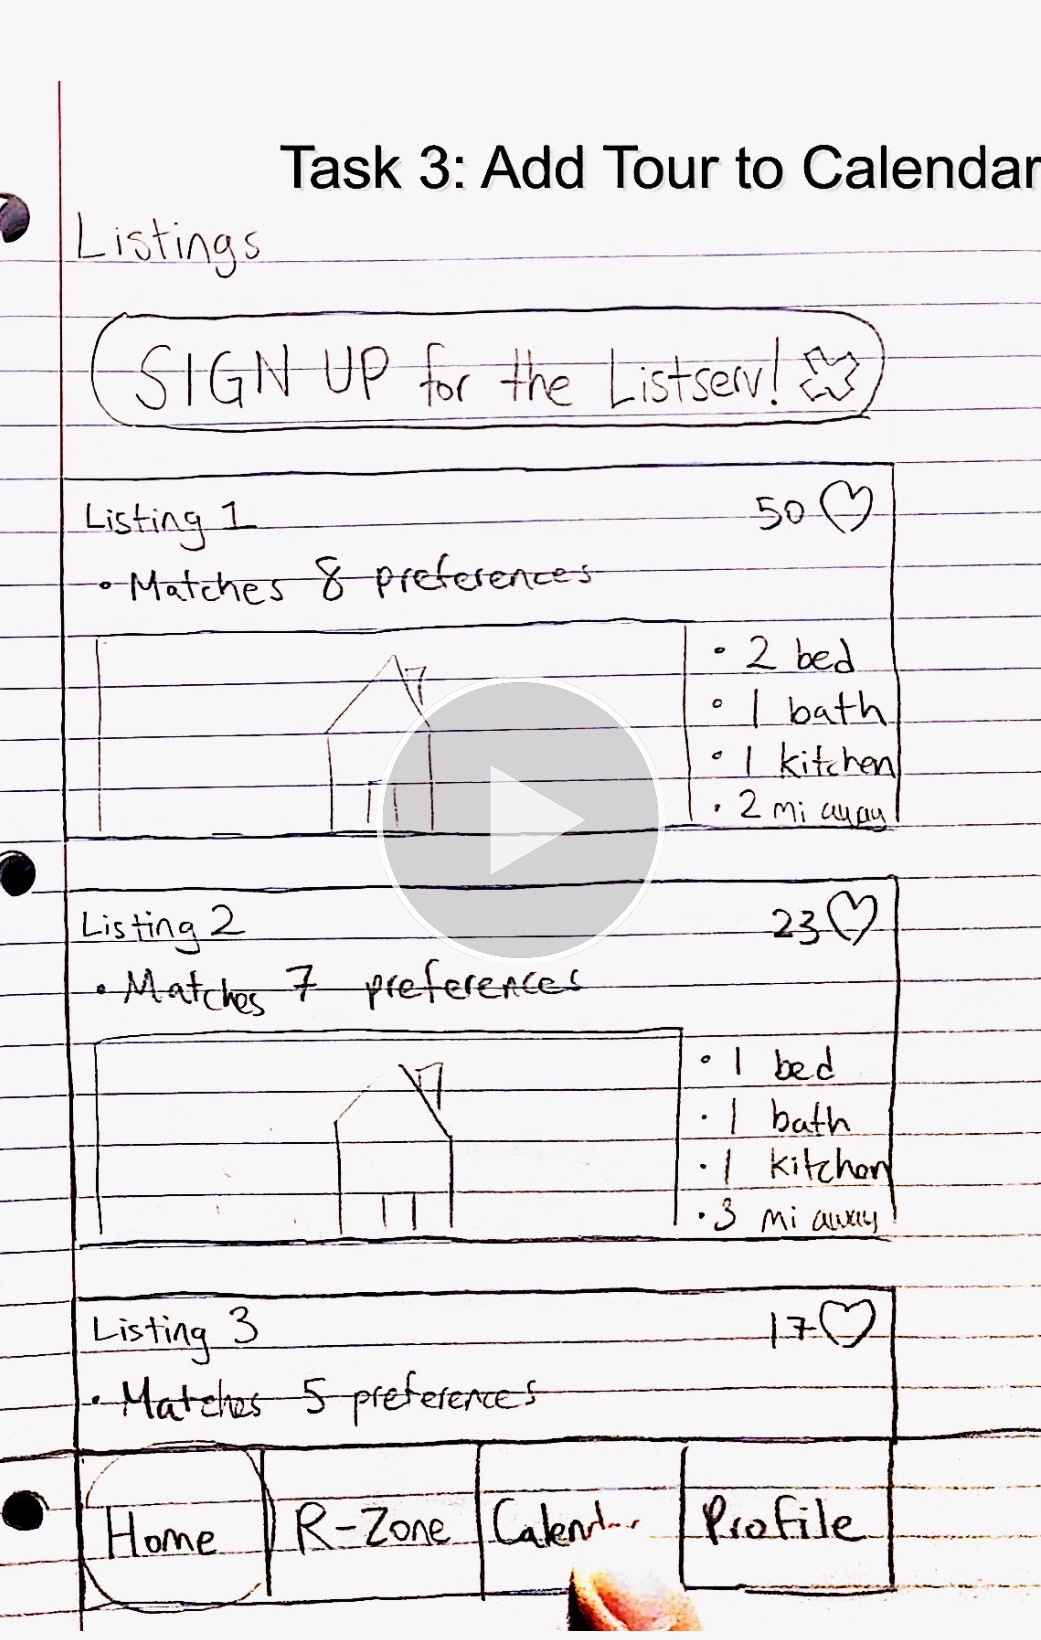 Task 3: Add Tour to Calendar
Listings
SIGN UP for the Listserv!
Listing 1 50
• Matches 8 preferences
• 2 bed
• 1 bath
• 1 kitchen
• 2 mi away
Listing 2 23
• Matches 7 preferences
• 1 bed
• 1 bath
• 1 kitchen
• 3 mi away
Listing 3 17
• Matches 5 preferences
Home R-Zone Calendar Profile